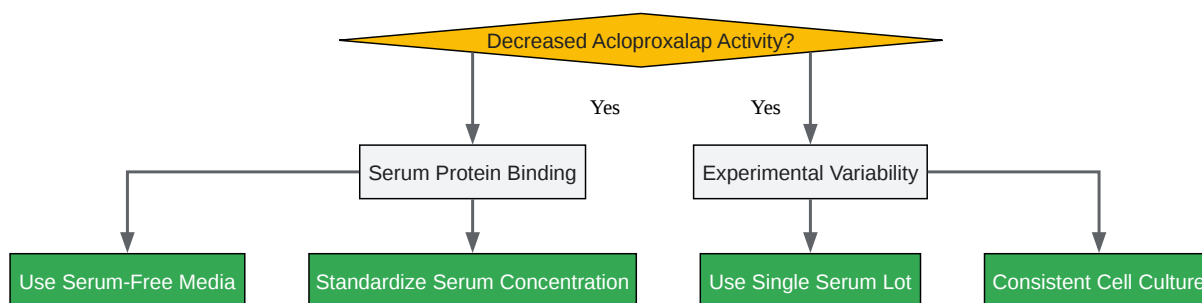 Decreased Acloproxalap Activity?
Yes
Yes
Serum Protein Binding
Experimental Variability
Use Serum-Free Media
Standardize Serum Concentration
Use Single Serum Lot
Consistent Cell Culture